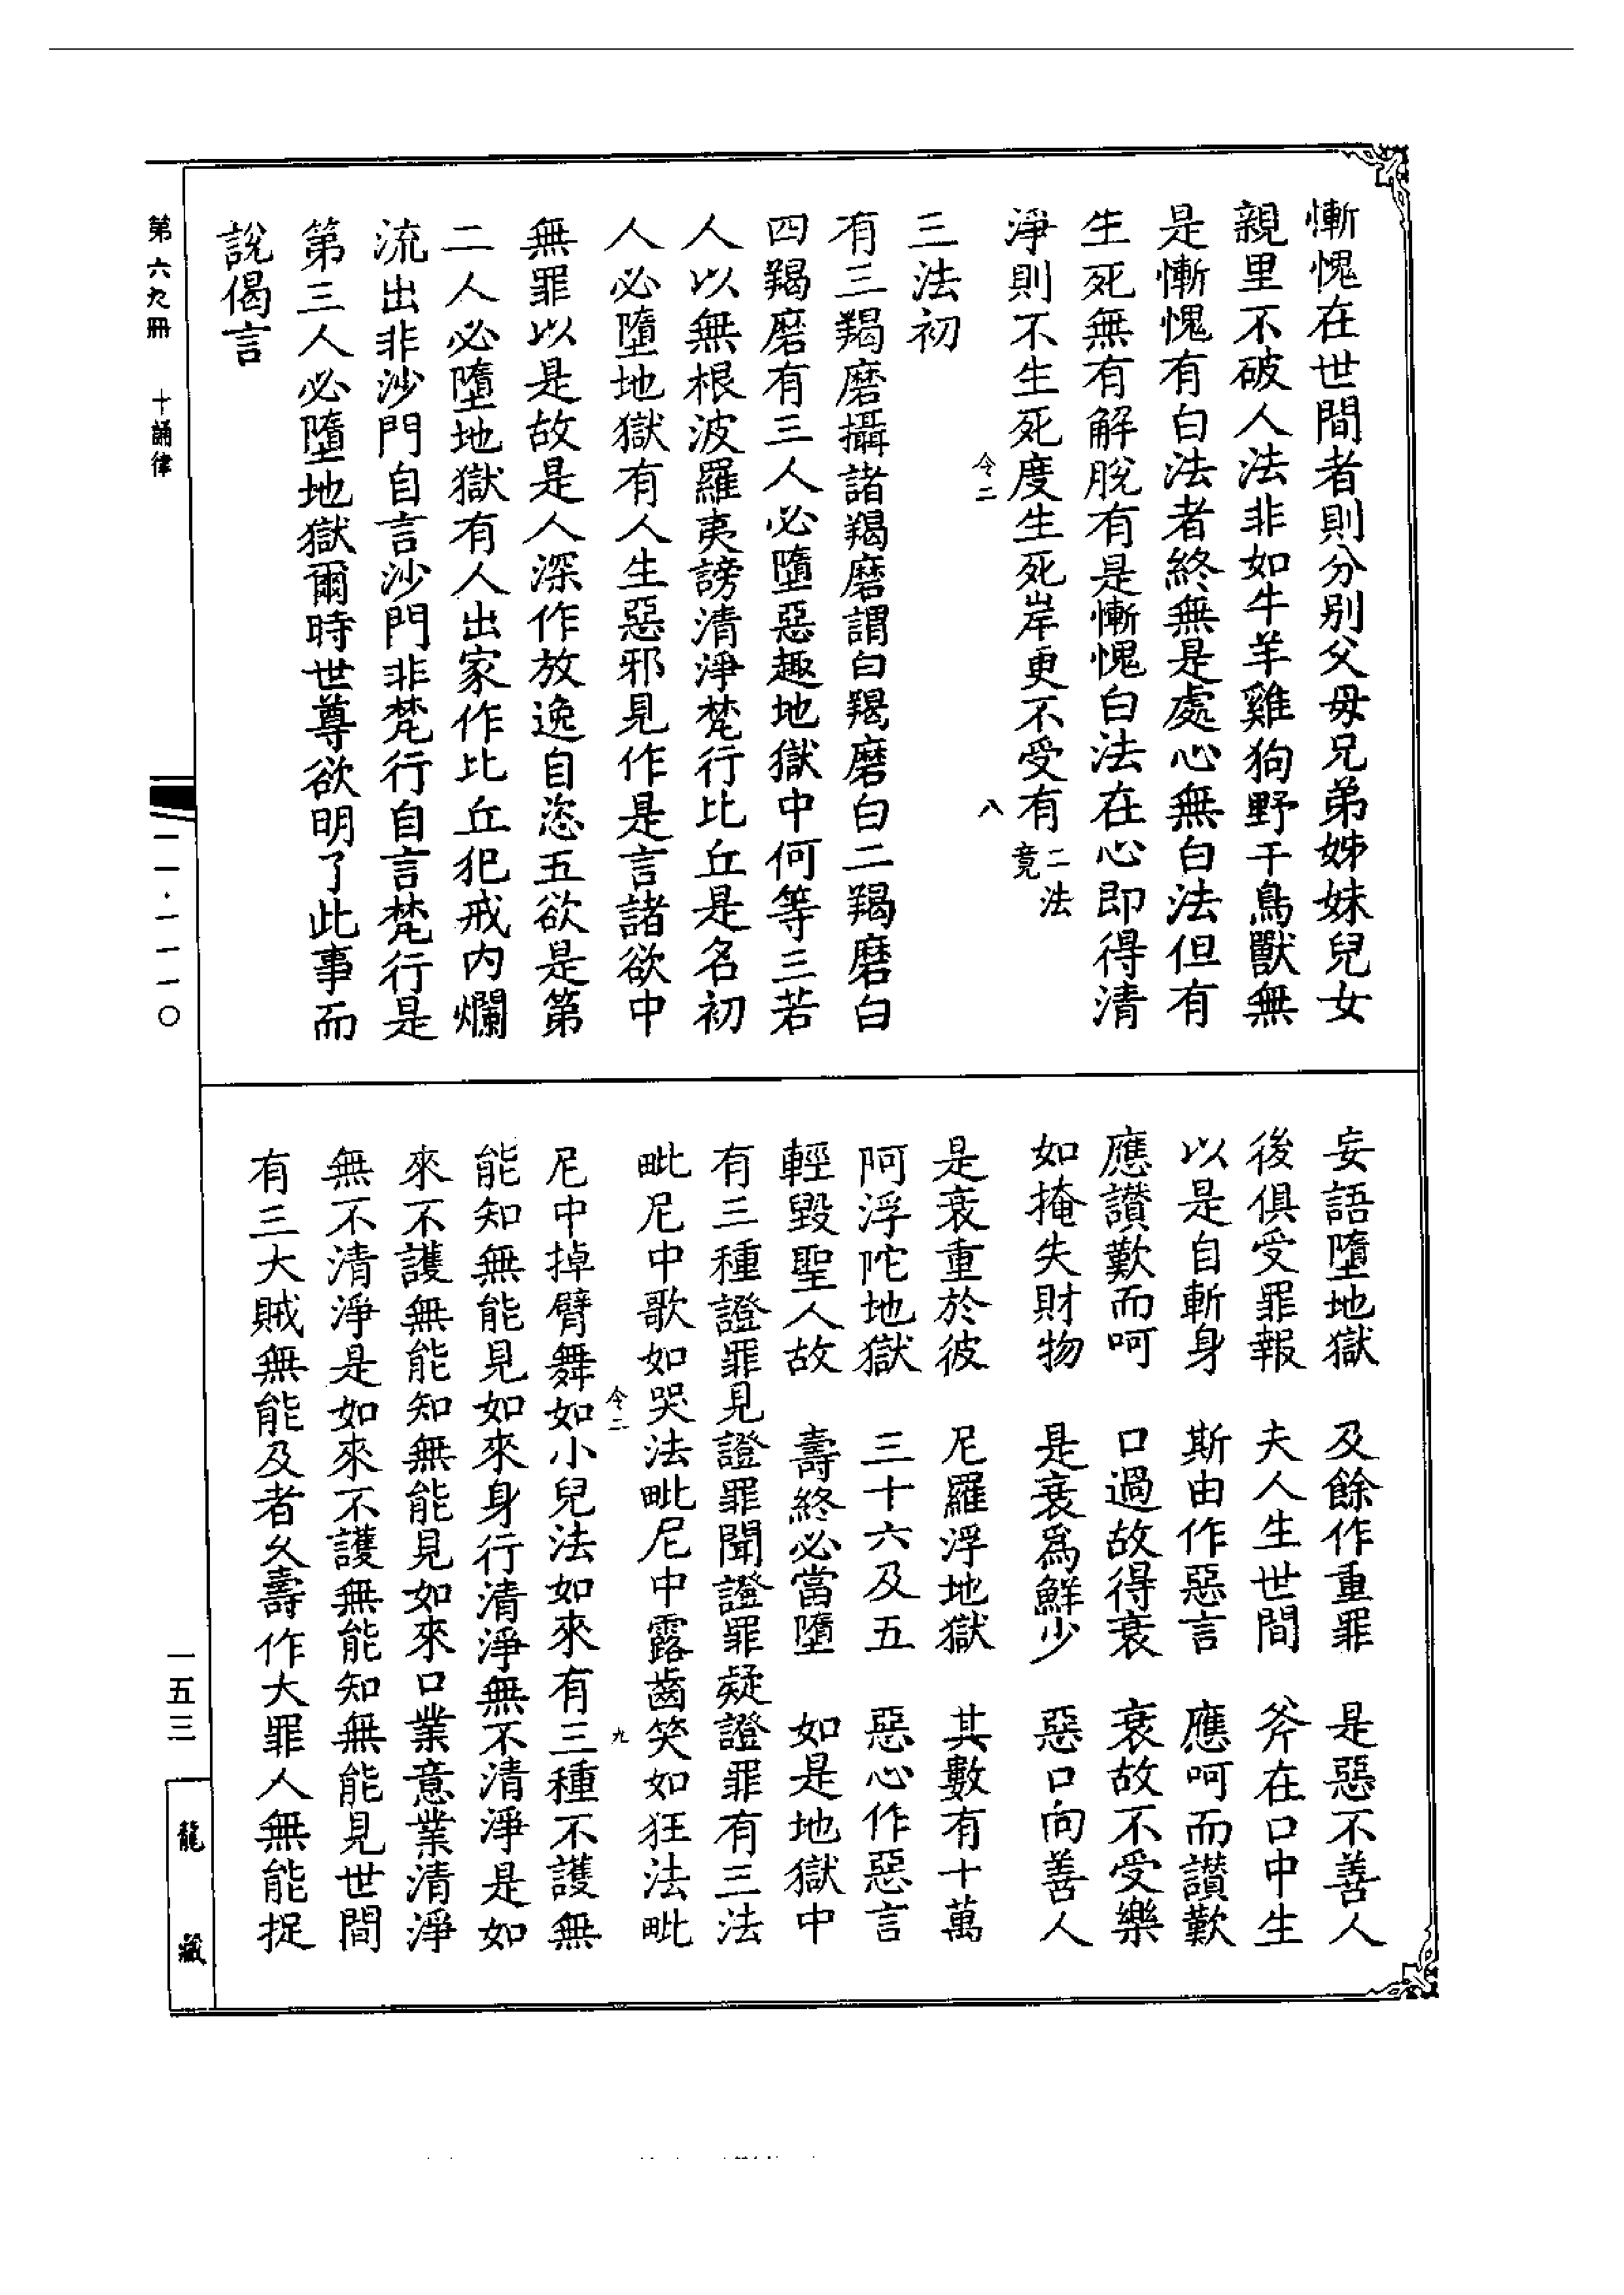 慚愧在世間者則分別父母兄弟姊妹兒女
親里不破人法非如牛羊雞狗野干鳥獸無
是慚愧有白法者終無是處心無白法但有
生死無有解脫有是慚愧白法在心即得清
淨則不生死度生死岸更不受有二法竟
令二 八
三法初
有三羯磨攝諸羯磨謂白羯磨白二羯磨白
四羯磨有三人必墮惡趣地獄中何等三若
人以無根波羅夷謗清淨梵行比丘是名初
人必墮地獄有人生惡邪見作是言諸欲中
無罪以是故是人深作放逸自恣五欲是第
二人必墮地獄有人出家作比丘犯戒內爛
流出非沙門自言沙門非梵行自言梵行是
第三人必墮地獄爾時世尊欲明了此事而
說偈言
妄語墮地獄 及餘作重罪 是惡不善人
後俱受罪報 夫人生世間 斧在口中生
以是自斬身 斯由作惡言 應呵而讚歎
應讚歎而呵 口過故得衰 衰故不受樂
如掩失財物 是衰為鮮少 惡口向善人
是衰重於彼 尼羅浮地獄 其數有十萬
阿浮陀地獄 三十六及五 惡心作惡言
輕毀聖人故 壽終必當墮 如是地獄中
有三種證罪見證罪聞證罪疑證罪有三法
毗尼中歌如哭法毗尼中露齒笑如狂法毗
令二 九
尼中掉臂舞如小兒法如來有三種不護無
能知無能見如來身行清淨無不清淨是如
來不護無能知無能見如來口業意業清淨
無不清淨是如來不護無能知無能見世間
有三大賊無能及者久壽作大罪人無能捉
第六九冊 十誦律
一一·一一一〇
一五三
龍藏